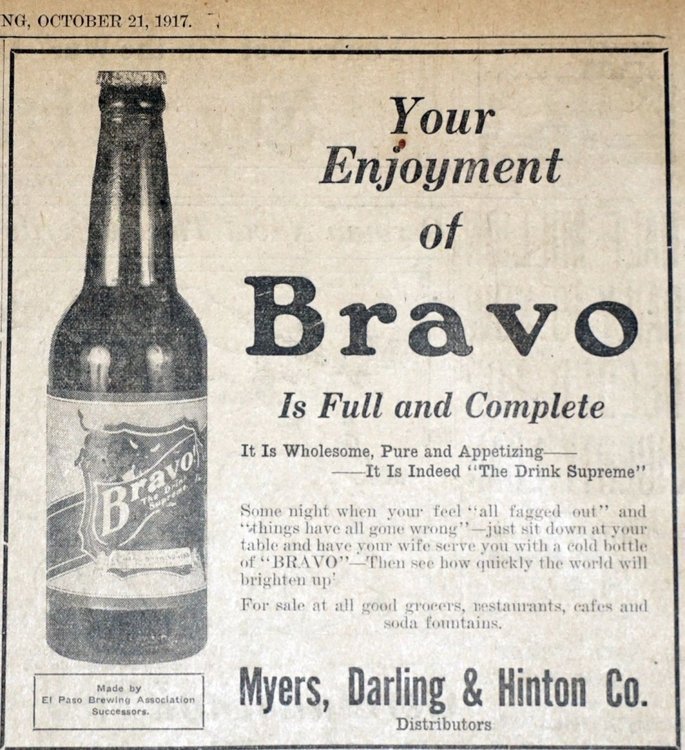 NG, OCTOBER 21, 1917.
Your
Enjoyment
of
Bravo
Is Full and Complete
It Is Wholesome, Pure and Appetizing——
——It Is Indeed "The Drink Supreme"
Some night when your feel "all fagged out" and
"things have all gone wrong"—just sit down at your
table and have your wife serve you with a cold bottle
of "BRAVO"—Then see how quickly the world will
brighten up!
For sale at all good grocers, restaurants, cafes and
soda fountains.
Myers, Darling & Hinton Co.
Distributors
Bravo
The Drink
Supreme
Made by
El Paso Brewing Association
Successors.